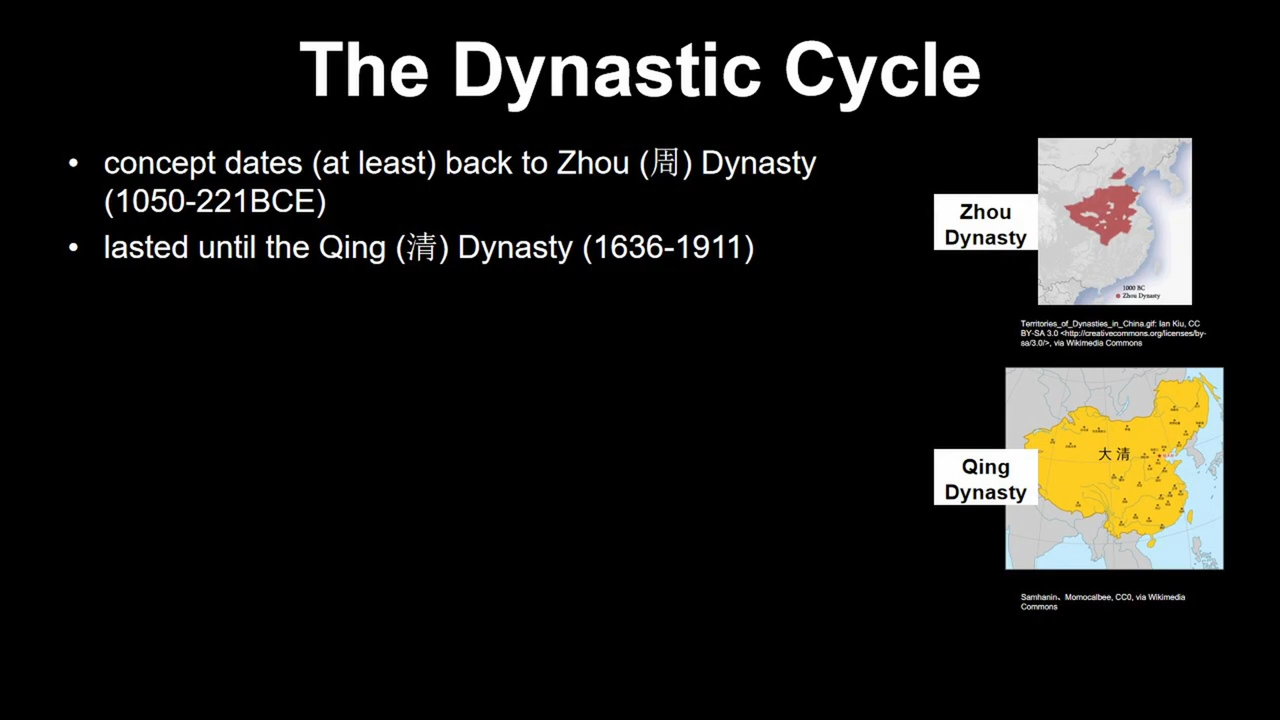 The Dynastic Cycle
• concept dates (at least) back to Zhou (周) Dynasty
(1050-221BCE)
• lasted until the Qing (清) Dynasty (1636-1911)
Zhou
Dynasty
1000 BC
Zhou Dynasty
Territories_of_Dynasties_in_China.gif: Ian Kiu, CC
BY-SA 3.0 <http://creativecommons.org/licenses/by-
sa/3.0/>, via Wikimedia Commons
大清
Qing
Dynasty
Samhanin、Momocalbee, CC0, via Wikimedia
Commons